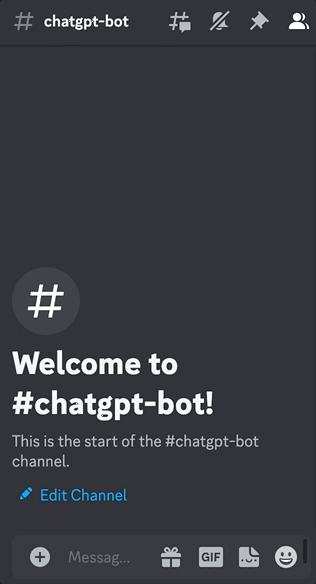 # chatgpt-bot
#
Welcome to
#chatgpt-bot!
This is the start of the #chatgpt-bot
channel.
Edit Channel
Messag...
GIF